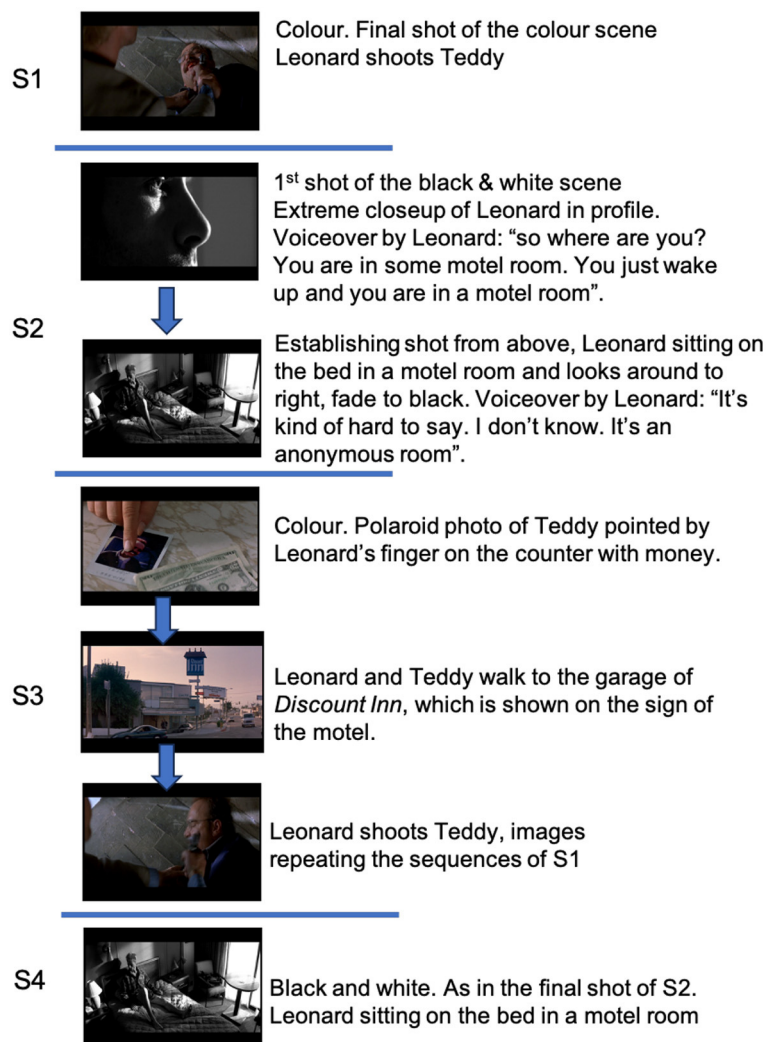 Colour. Final shot of the colour scene
Leonard shoots Teddy
S1
1st shot of the black & white scene
Extreme closeup of Leonard in profile.
Voiceover by Leonard: “so where are you?
You are in some motel room. You just wake
up and you are in a motel room”.
S2
Establishing shot from above, Leonard sitting on
the bed in a motel room and looks around to
right, fade to black. Voiceover by Leonard: “It’s
kind of hard to say. I don’t know. It’s an
anonymous room”.
Colour. Polaroid photo of Teddy pointed by
Leonard’s finger on the counter with money.
S3
Leonard and Teddy walk to the garage of
Discount Inn, which is shown on the sign of
the motel.
Leonard shoots Teddy, images
repeating the sequences of S1
S4
Black and white. As in the final shot of S2.
Leonard sitting on the bed in a motel room